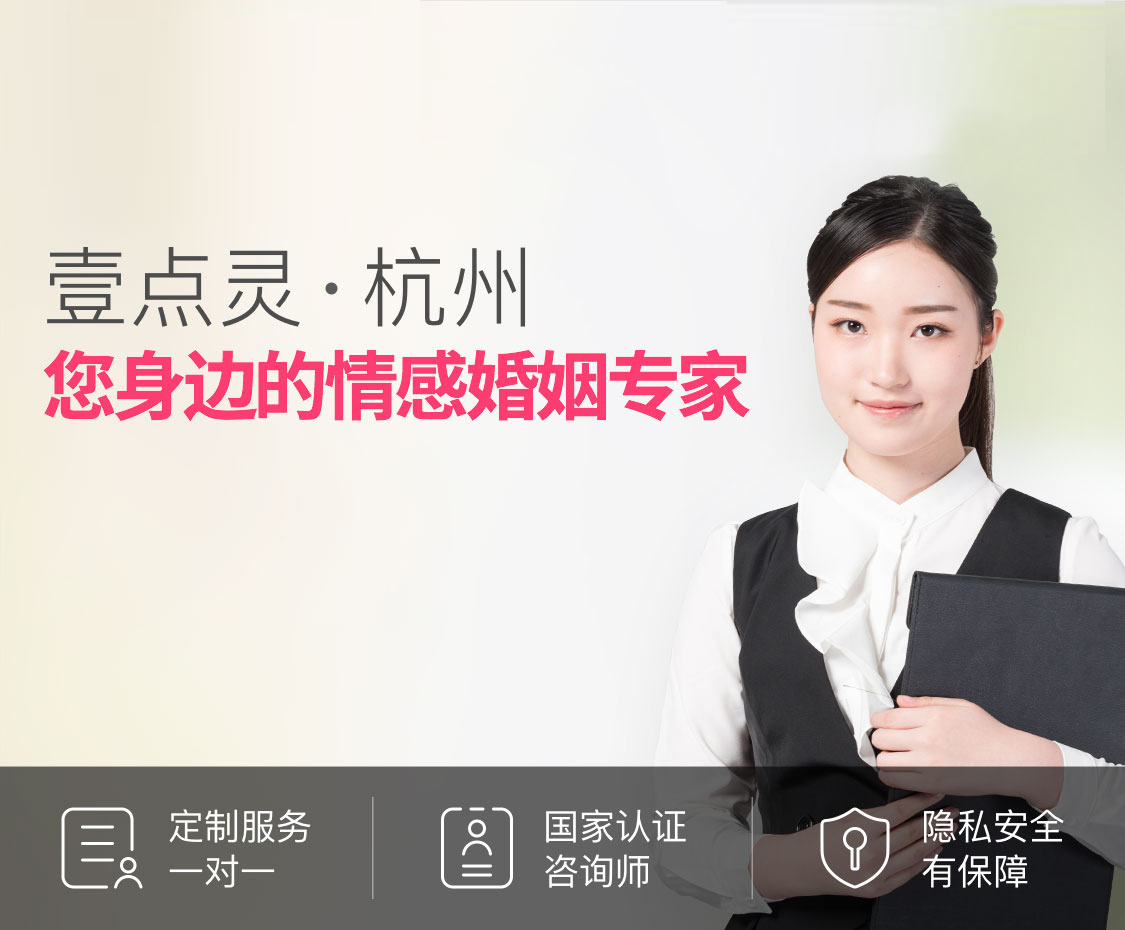 壹点灵·杭州
您身边的情感婚姻专家
定制服务
一对一
国家认证
咨询师
隐私安全
有保障